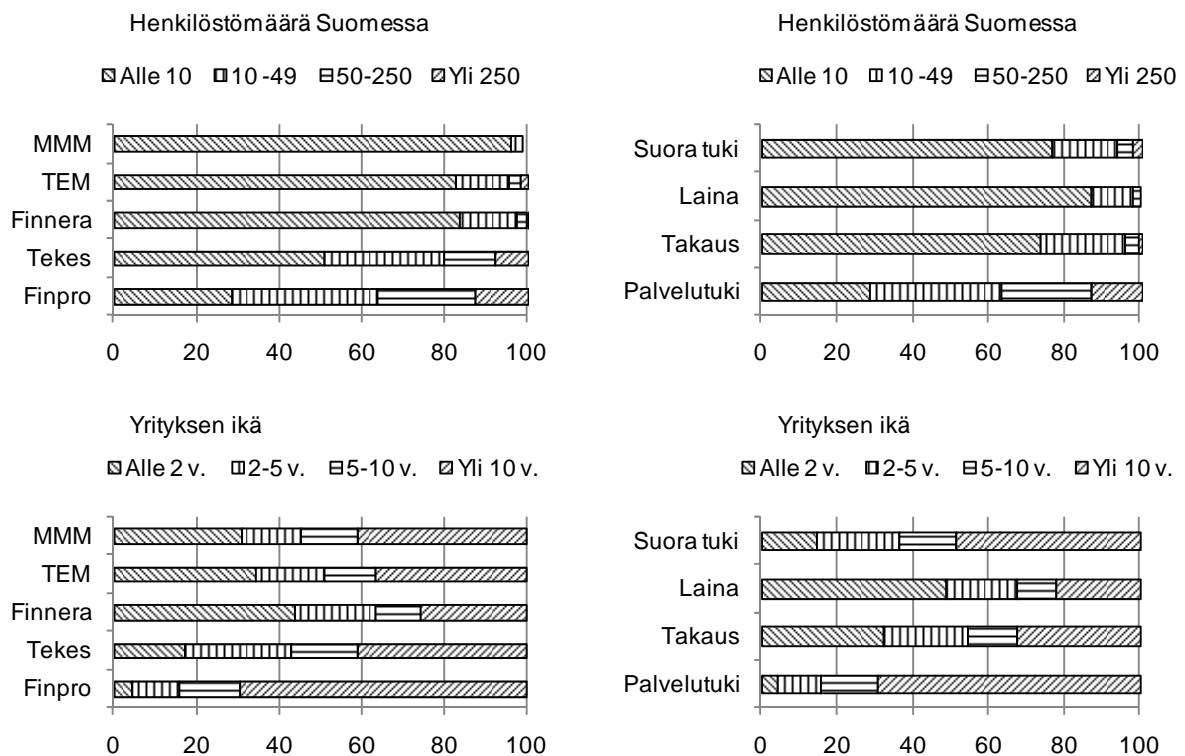 Henkilöstömäärä Suomessa
Alle 10 10 -49 50-250 Yli 250
MMM
TEM
Finnera
Tekes
Finpro
0 20 40 60 80 100
Henkilöstömäärä Suomessa
Alle 10 10 -49 50-250 Yli 250
Suora tuki
Laina
Takaus
Palvelutuki
0 20 40 60 80 100
Yrityksen ikä
Alle 2 v. 2-5 v. 5-10 v. Yli 10 v.
MMM
TEM
Finnera
Tekes
Finpro
0 20 40 60 80 100
Yrityksen ikä
Alle 2 v. 2-5 v. 5-10 v. Yli 10 v.
Suora tuki
Laina
Takaus
Palvelutuki
0 20 40 60 80 100